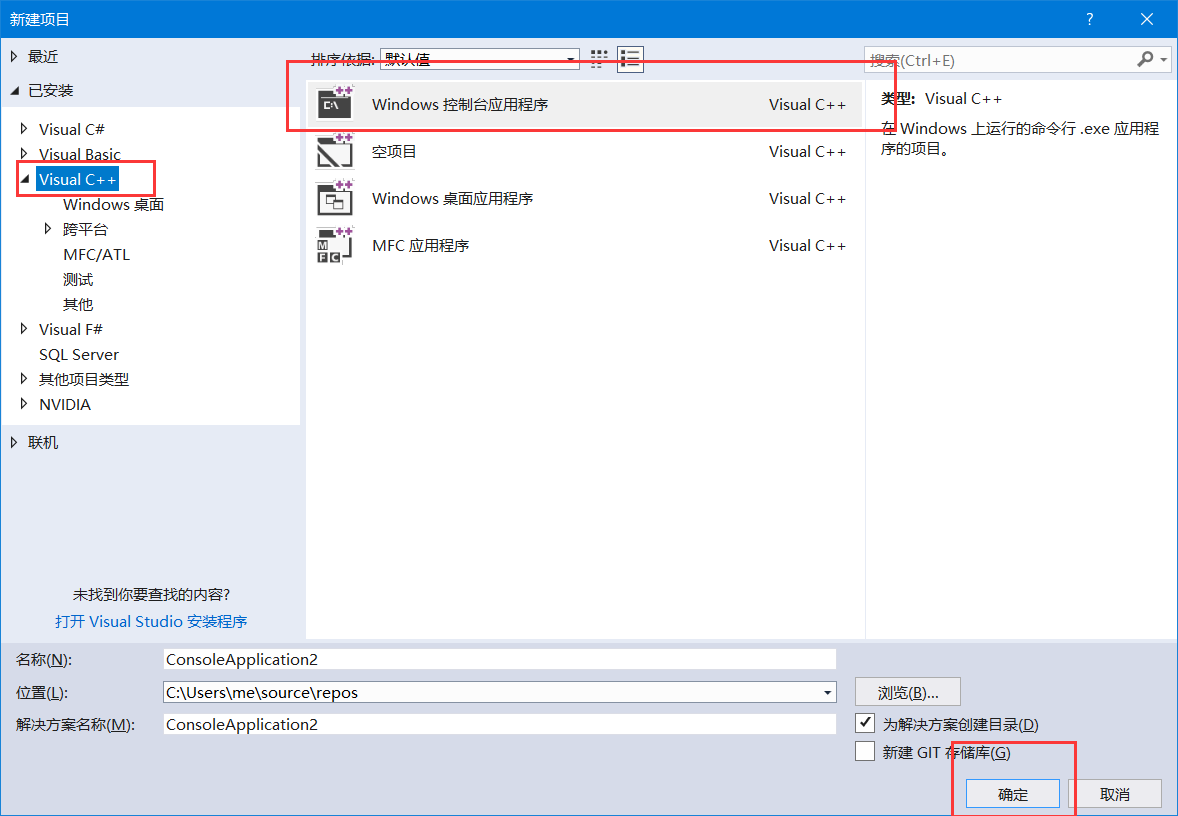 新建项目
?
最近
已安装
Visual C#
Visual Basic
Visual C++
Windows 桌面
跨平台
MFC/ATL
测试
其他
Visual F#
SQL Server
其他项目类型
NVIDIA
联机
未找到你要查找的内容?
打开 Visual Studio 安装程序
排序依据: 默认值
Windows 控制台应用程序 Visual C++
空项目 Visual C++
Windows 桌面应用程序 Visual C++
MFC 应用程序 Visual C++
搜索(Ctrl+E)
类型: Visual C++
在 Windows 上运行的命令行 .exe 应用程
序的项目。
名称(N): ConsoleApplication2
位置(L): C:\Users\me\source\repos 浏览(B)...
解决方案名称(M): ConsoleApplication2 为解决方案创建目录(D)
新建 GIT 存储库(G)
确定 取消